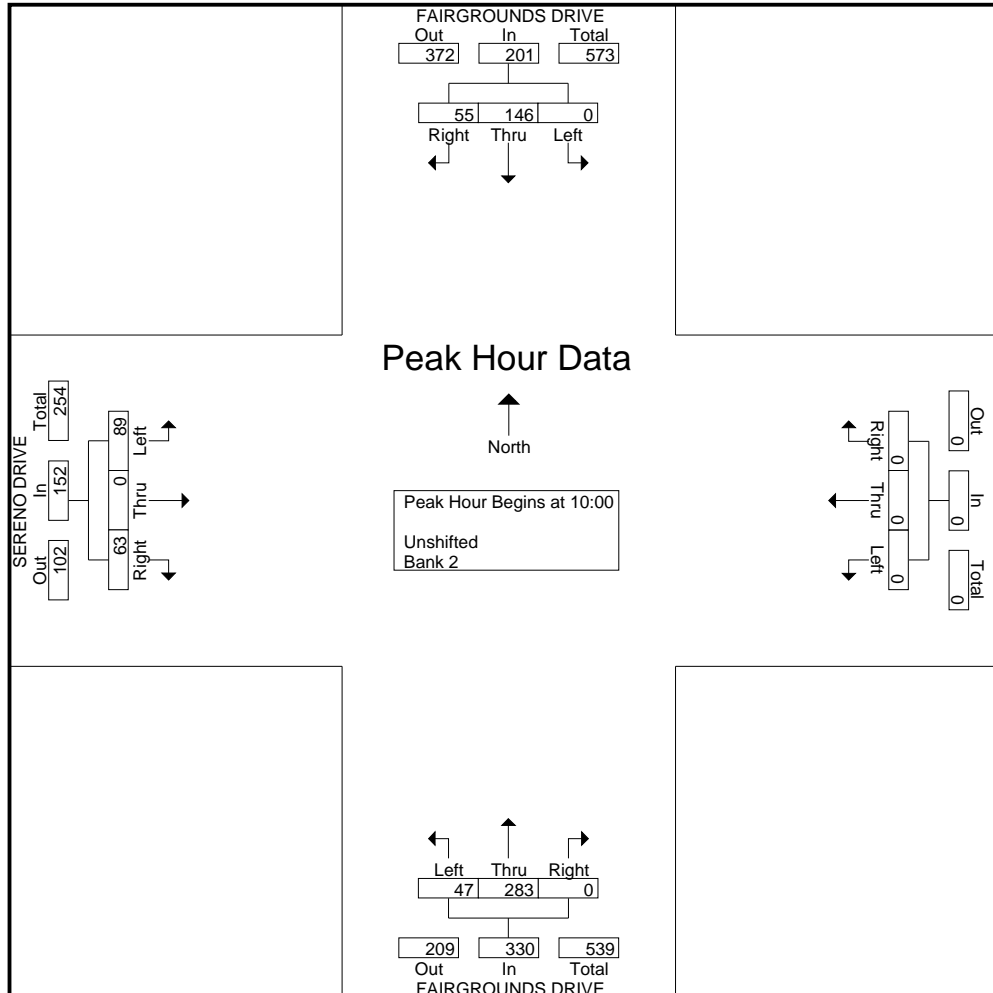 FAIRGROUNDS DRIVE
Out In Total
372 201 573
55 146 0
Right Thru Left
Peak Hour Data
North
Peak Hour Begins at 10:00
Unshifted
Bank 2
SERENO DRIVE
Out In Total
102 152 254
89 0 63
Left Thru Right
Out In Total
0 0 0
0 0 0
Right Thru Left
Left Thru Right
47 283 0
209 330 539
Out In Total
FAIRGROUNDS DRIVE